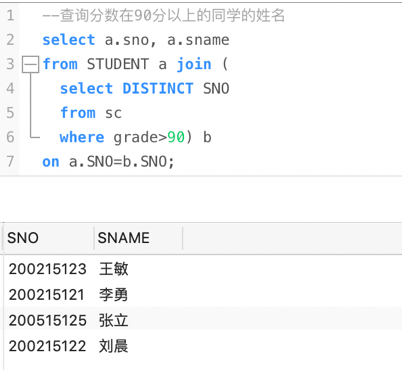 1 --查询分数在90分以上的同学的姓名
2 select a.sno, a.sname
3 from STUDENT a join (
4 select DISTINCT SNO
5 from sc
6 where grade>90) b
7 on a.SNO=b.SNO;
SNO SNAME
200215123 王敏
200215121 李勇
200515125 张立
200215122 刘晨